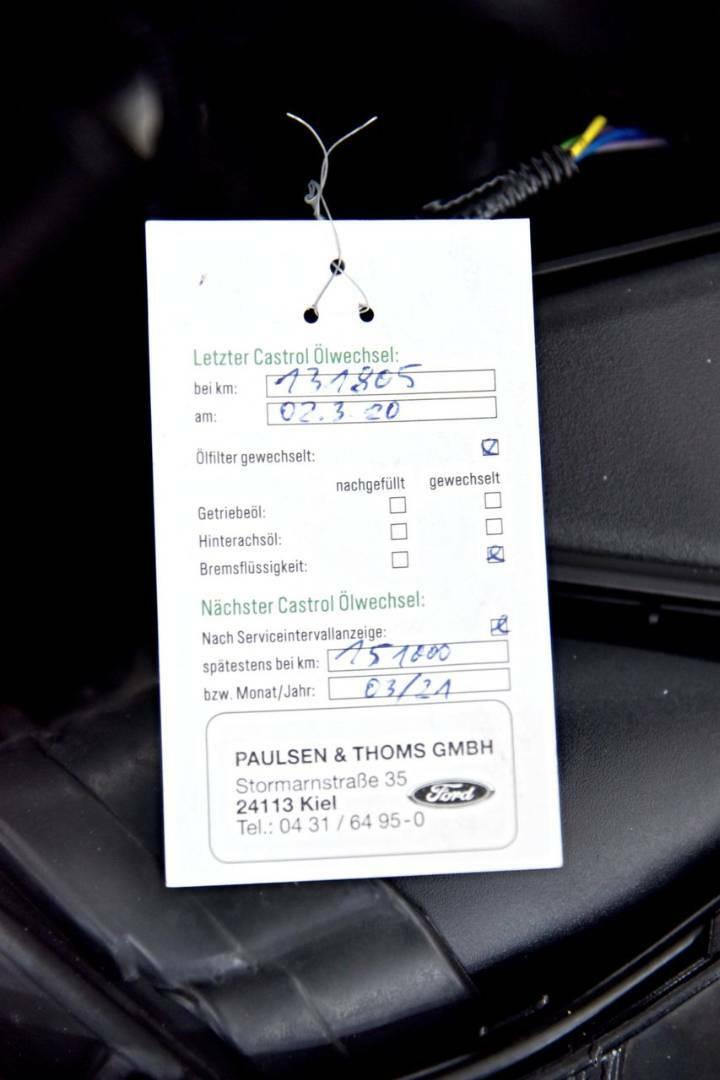 Letzter Castrol Ölwechsel:
bei km: 131805
am: 02.3.20
Ölfilter gewechselt:
nachgefüllt gewechselt
Getriebeöl:
Hinterachsöl:
Bremsflüssigkeit:
Nächster Castrol Ölwechsel:
Nach Serviceintervallanzeige:
spätestens bei km: 151000
bzw. Monat/Jahr: 03/21
PAULSEN & THOMS GMBH
Stormarnstraße 35
24113 Kiel
Ford
Tel.: 04 31 / 64 95-0